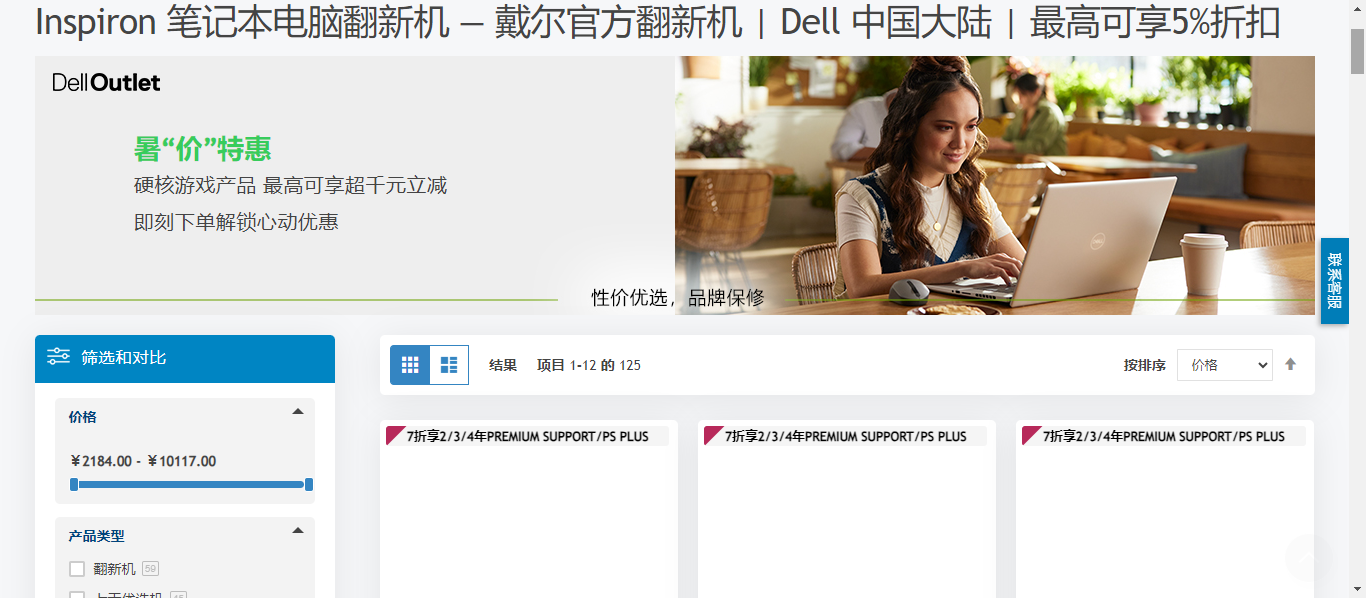 Inspiron 笔记本电脑翻新机 — 戴尔官方翻新机 | Dell 中国大陆 | 最高可享5%折扣
DellOutlet
暑“价”特惠
硬核游戏产品 最高可享超千元立减
即刻下单解锁心动优惠
性价优选，品牌保修
联系客服
筛选和对比
结果 项目 1-12 的 125
按排序 价格
价格
￥2184.00 - ￥10117.00
产品类型
翻新机 59
7折享2/3/4年PREMIUM SUPPORT/PS PLUS
7折享2/3/4年PREMIUM SUPPORT/PS PLUS
7折享2/3/4年PREMIUM SUPPORT/PS PLUS